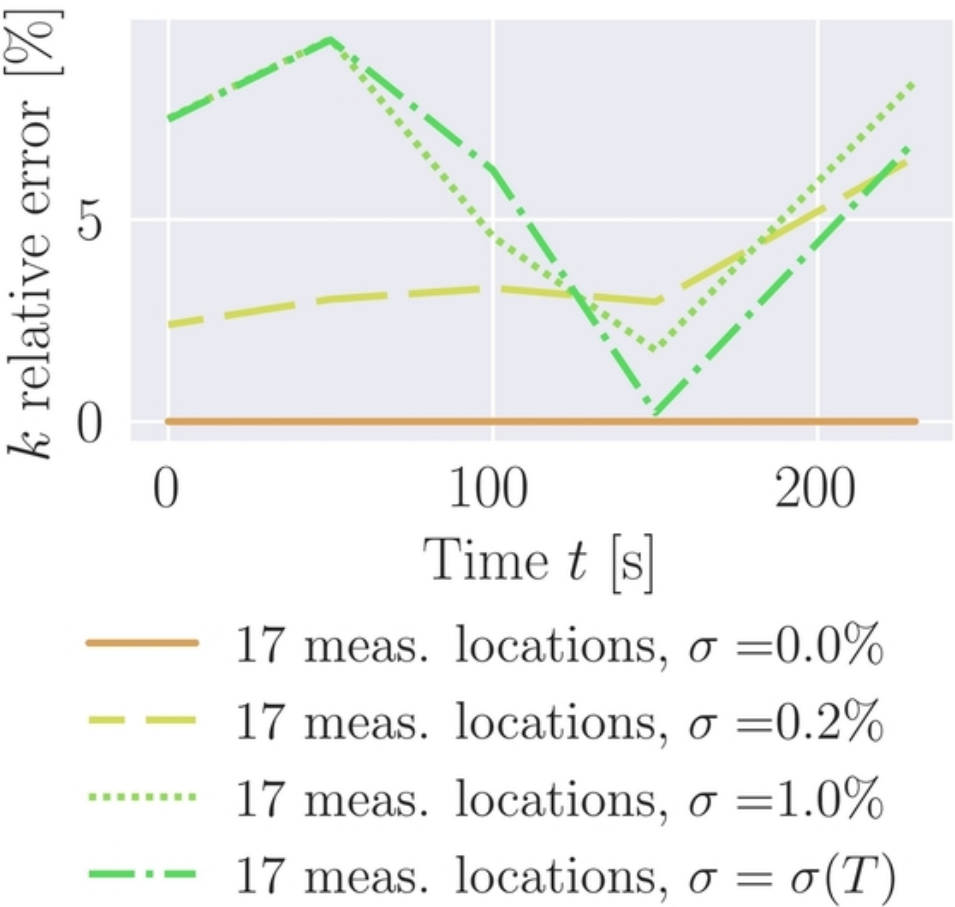 k relative error [%]
5
0
0 100 200
Time t [s]
17 meas. locations, σ =0.0%
17 meas. locations, σ =0.2%
17 meas. locations, σ =1.0%
17 meas. locations, σ = σ(T)